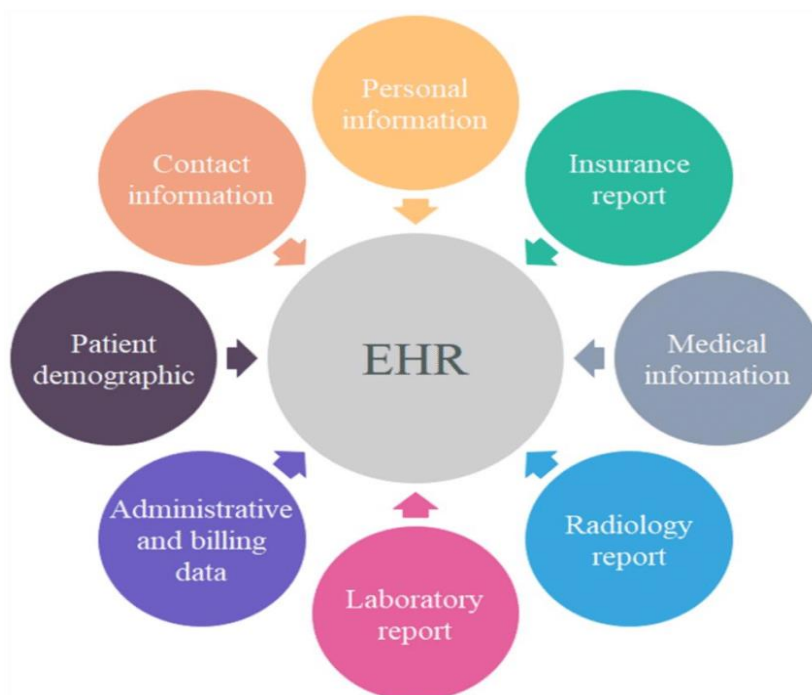 Personal
information
Insurance
report
Medical
information
Radiology
report
Laboratory
report
Administrative
and billing
data
Patient
demographic
Contact
information
EHR